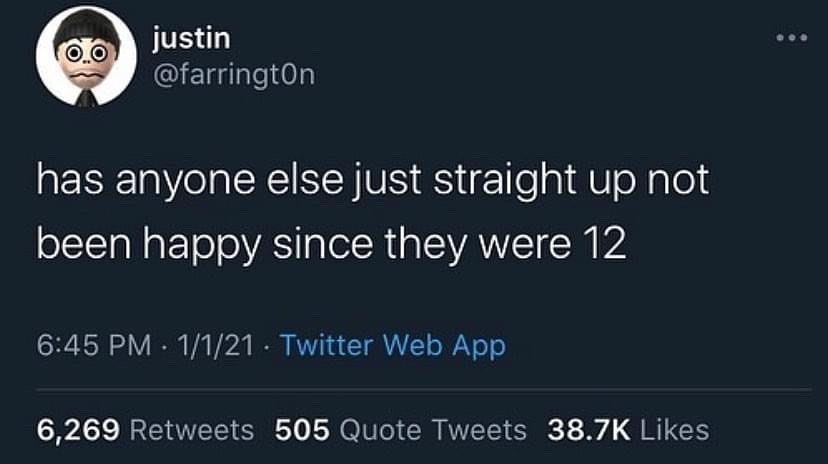 justin
@farringt0n
has anyone else just straight up not
been happy since they were 12
6:45 PM · 1/1/21 · Twitter Web App
6,269 Retweets 505 Quote Tweets 38.7K Likes